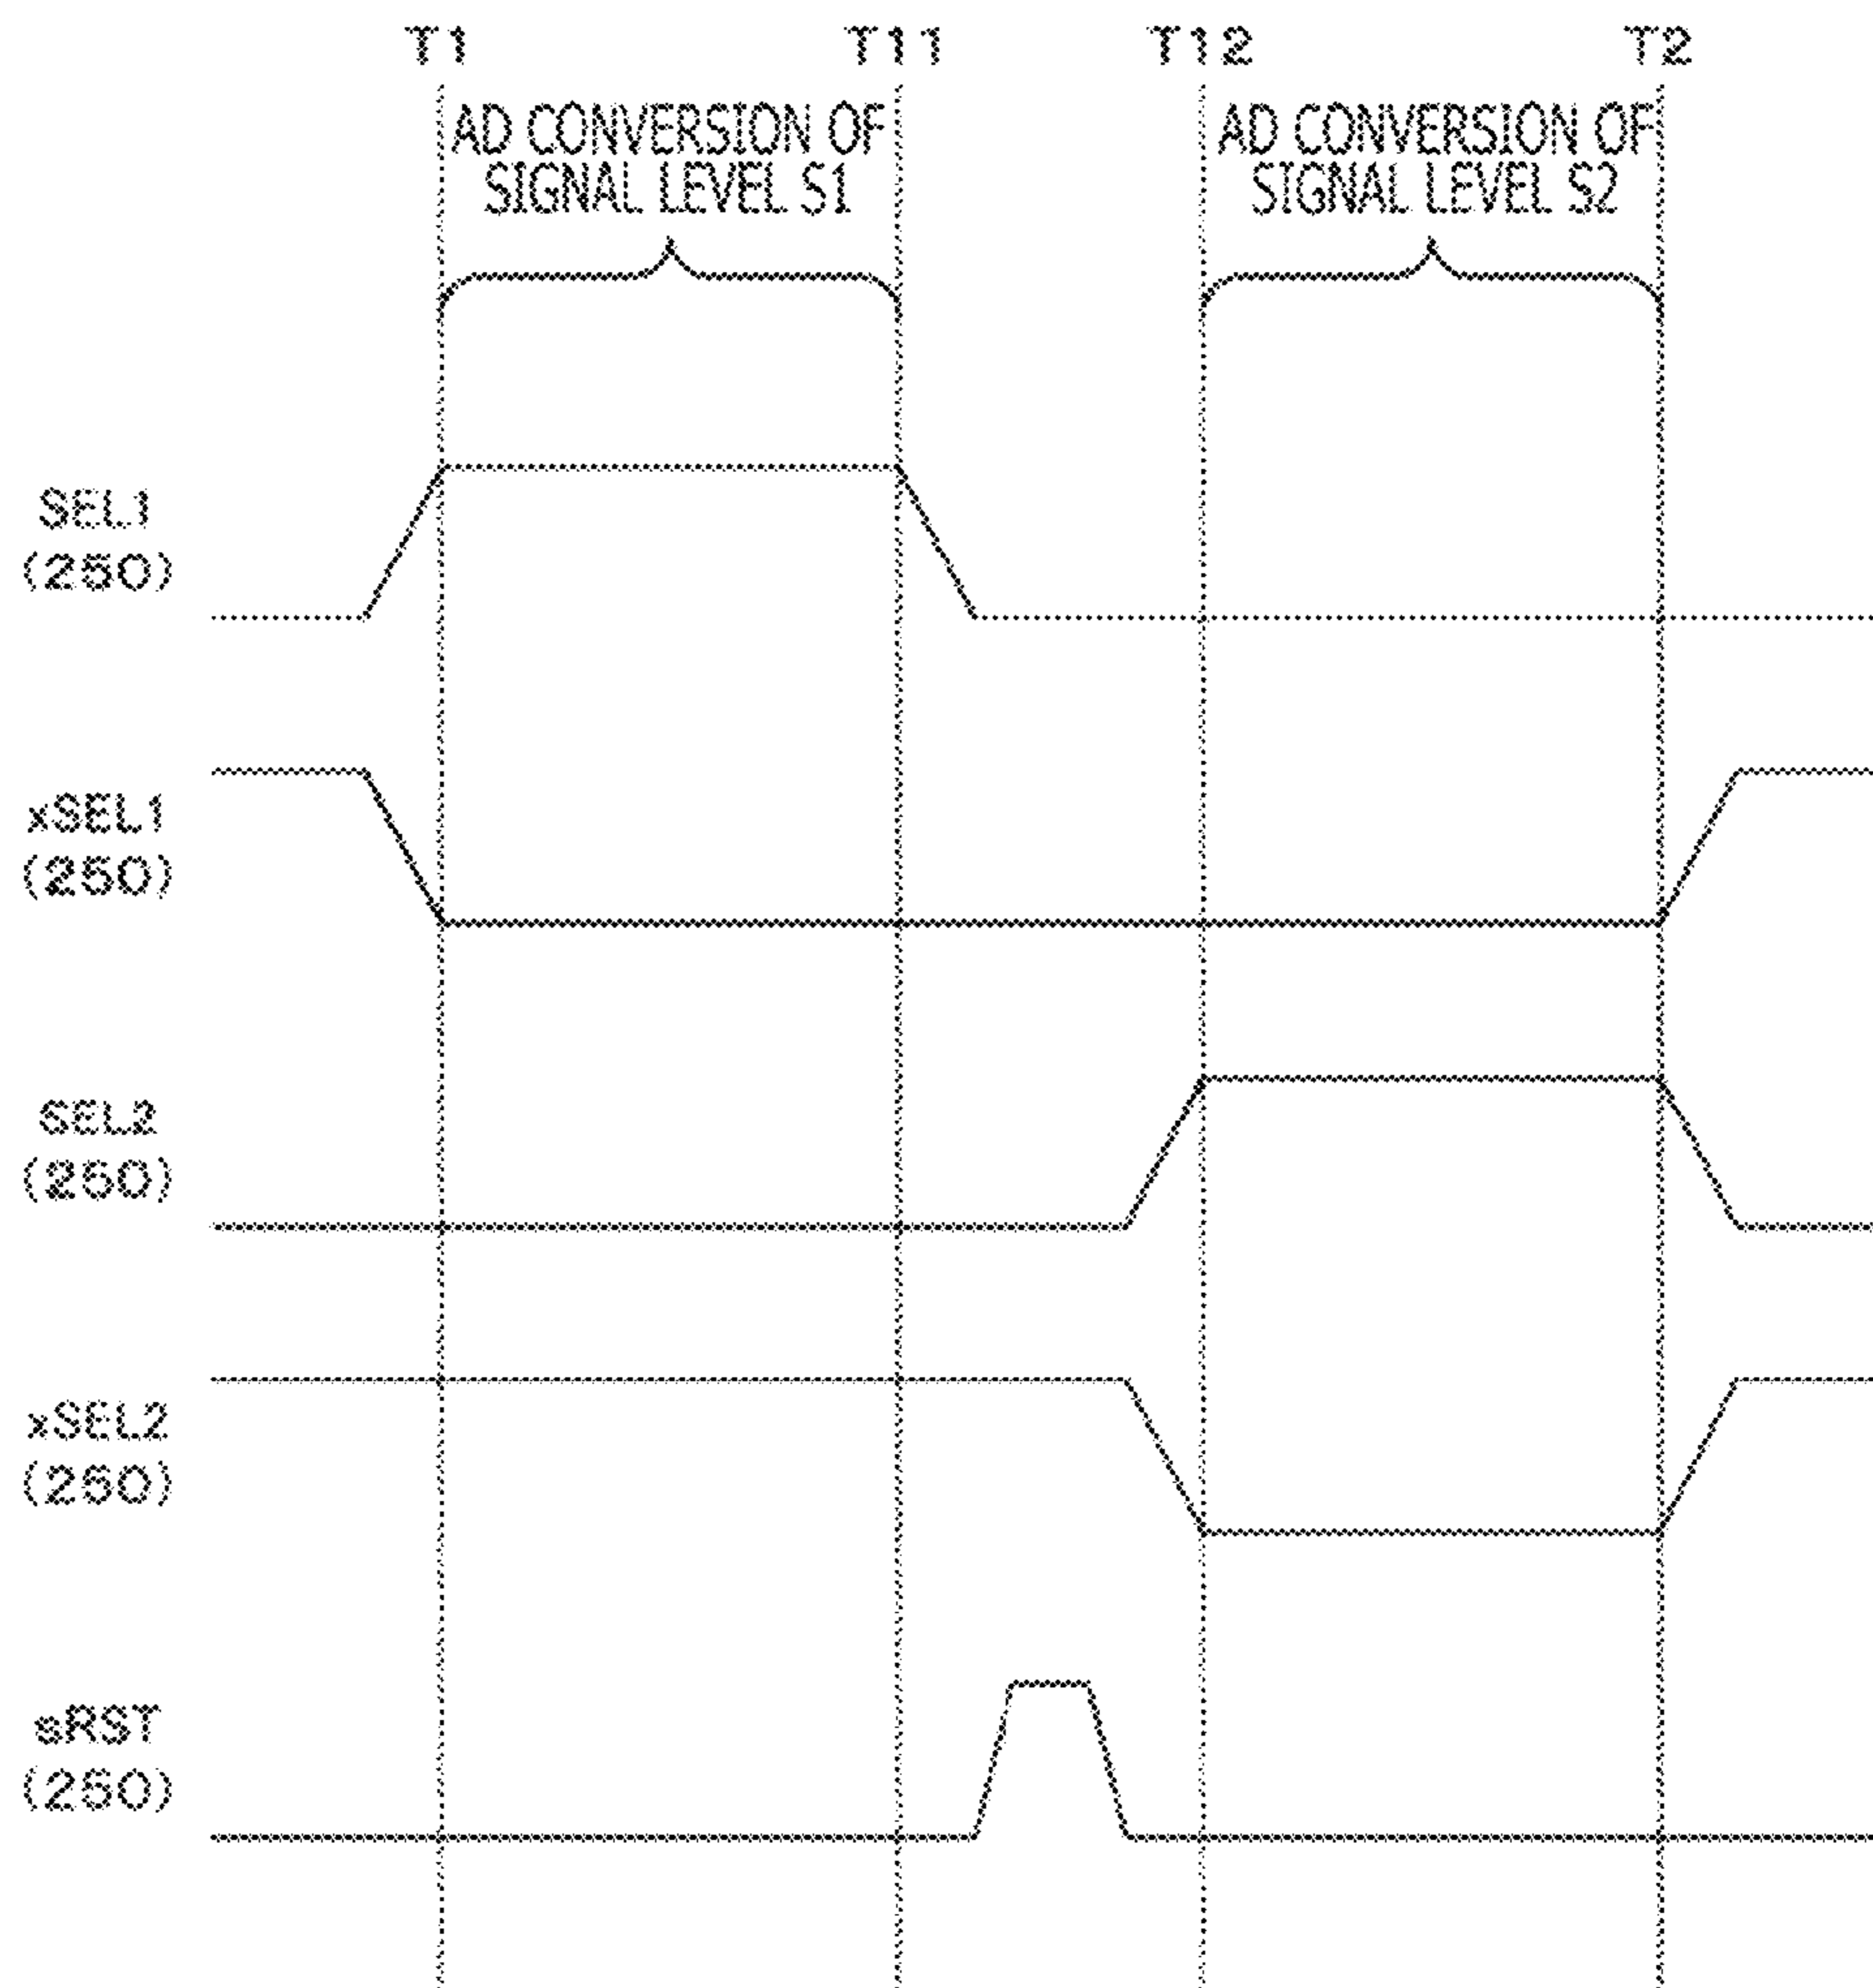 T1 T11 T12 T2
AD CONVERSION OF
SIGNAL LEVEL S1
AD CONVERSION OF
SIGNAL LEVEL S2
SEL1
(250)
xSEL1
(250)
SEL2
(250)
xSEL2
(250)
sRST
(250)